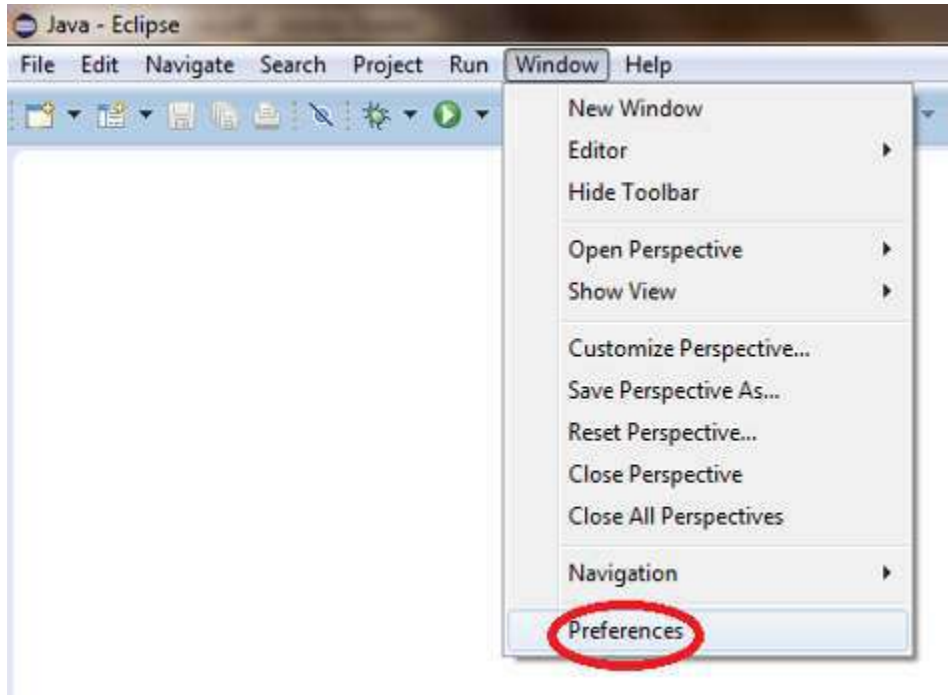 Java - Eclipse
File Edit Navigate Search Project Run Window Help
New Window
Editor
Hide Toolbar
Open Perspective
Show View
Customize Perspective...
Save Perspective As...
Reset Perspective...
Close Perspective
Close All Perspectives
Navigation
Preferences